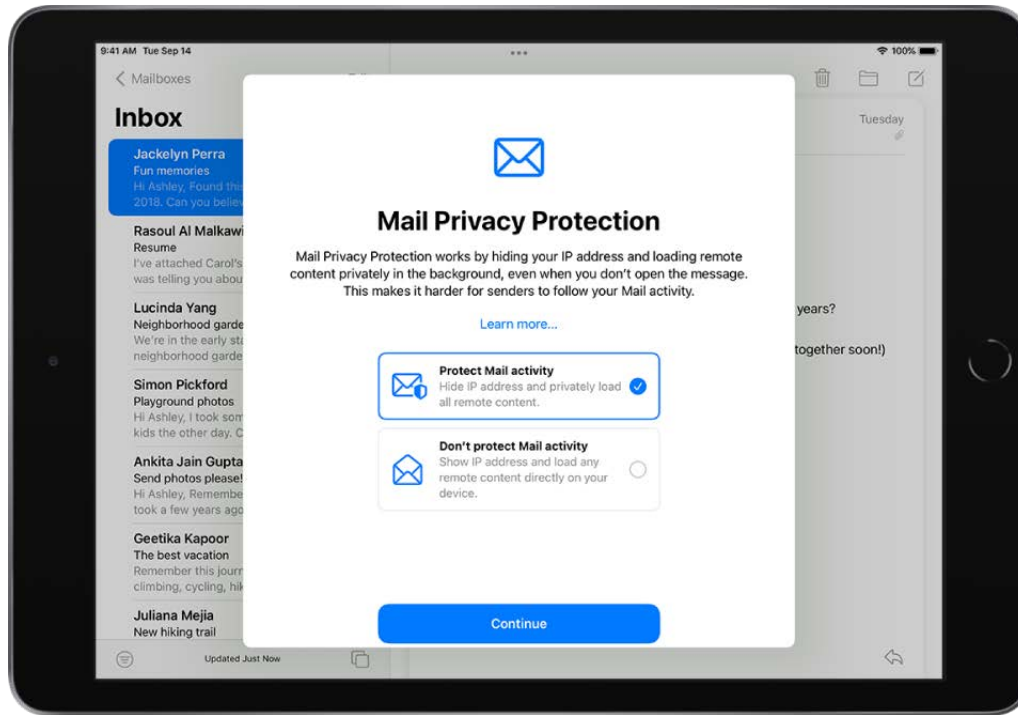 9:41 AM Tue Sep 14
100%
Mailboxes
Inbox
Jackelyn Perra
Fun memories
Hi Ashley, Found this
2018. Can you believe
Rasoul Al Malkawi
Resume
I've attached Carol's
was telling you abou
Lucinda Yang
Neighborhood garde
We're in the early sta
neighborhood garde
Simon Pickford
Playground photos
Hi Ashley, I took som
kids the other day. C
Ankita Jain Gupta
Send photos please!
Hi Ashley, Remembe
took a few years ago
Geetika Kapoor
The best vacation
Remember this journ
climbing, cycling, hik
Juliana Mejia
New hiking trail
Updated Just Now
Mail Privacy Protection
Mail Privacy Protection works by hiding your IP address and loading remote
content privately in the background, even when you don't open the message.
This makes it harder for senders to follow your Mail activity.
Learn more...
Protect Mail activity
Hide IP address and privately load
all remote content.
Don't protect Mail activity
Show IP address and load any
remote content directly on your
device.
Continue
Tuesday
years?
together soon!)